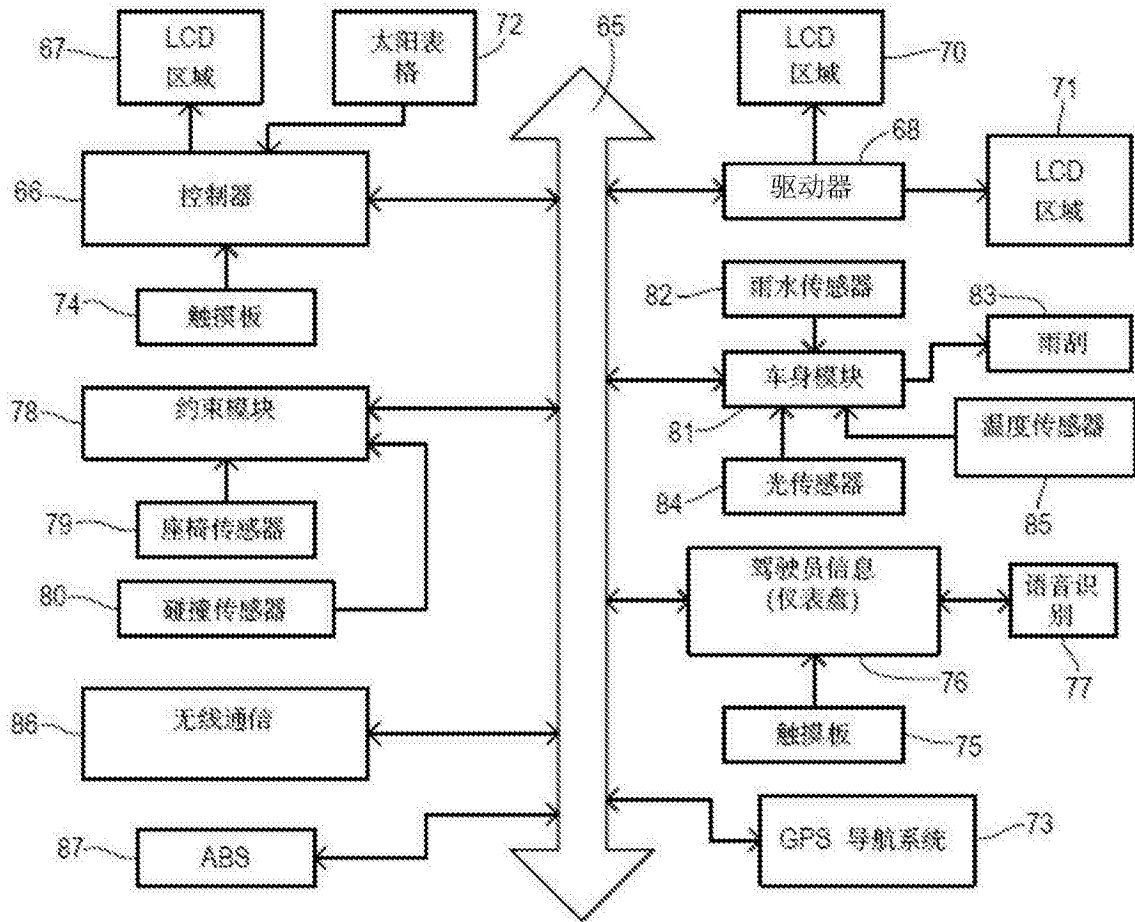 67
LCD
区域
太阳表
格
72
65
LCD
区域
70
71
68
66
控制器
驱动器
LCD
区域
74
触摸板
82
雨水传感器
83
雨刮
78
约束模块
车身模块
81
温度传感器
79
座椅传感器
84
光传感器
85
80
碰撞传感器
驾驶员信息
(仪表盘)
语音识
别
76
77
86
无线通信
触摸板
75
87
ABS
GPS 导航系统
73